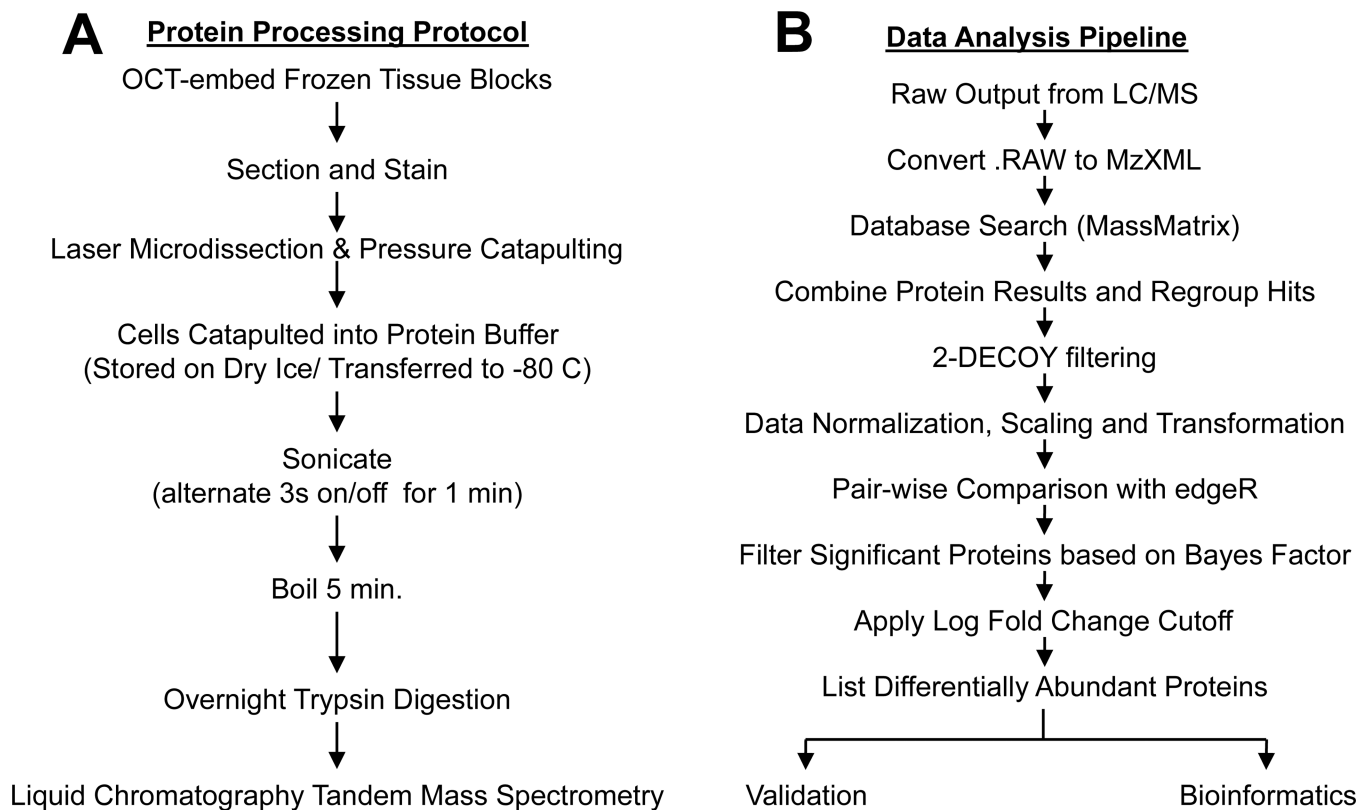 A
Protein Processing Protocol
OCT-embed Frozen Tissue Blocks
Section and Stain
Laser Microdissection & Pressure Catapulting
Cells Catapulted into Protein Buffer
(Stored on Dry Ice/ Transferred to -80 C)
Sonicate
(alternate 3s on/off  for 1 min)
Boil 5 min.
Overnight Trypsin Digestion
Liquid Chromatography Tandem Mass Spectrometry
B
Data Analysis Pipeline
Raw Output from LC/MS
Convert .RAW to MzXML
Database Search (MassMatrix)
Combine Protein Results and Regroup Hits
2-DECOY filtering
Data Normalization, Scaling and Transformation
Pair-wise Comparison with edgeR
Filter Significant Proteins based on Bayes Factor
Apply Log Fold Change Cutoff
List Differentially Abundant Proteins
Validation
Bioinformatics